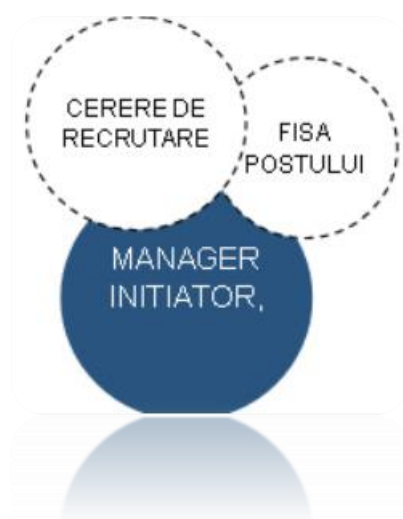 CERERE DE
RECRUTARE
FISA
POSTULUI
MANAGER
INITIATOR,